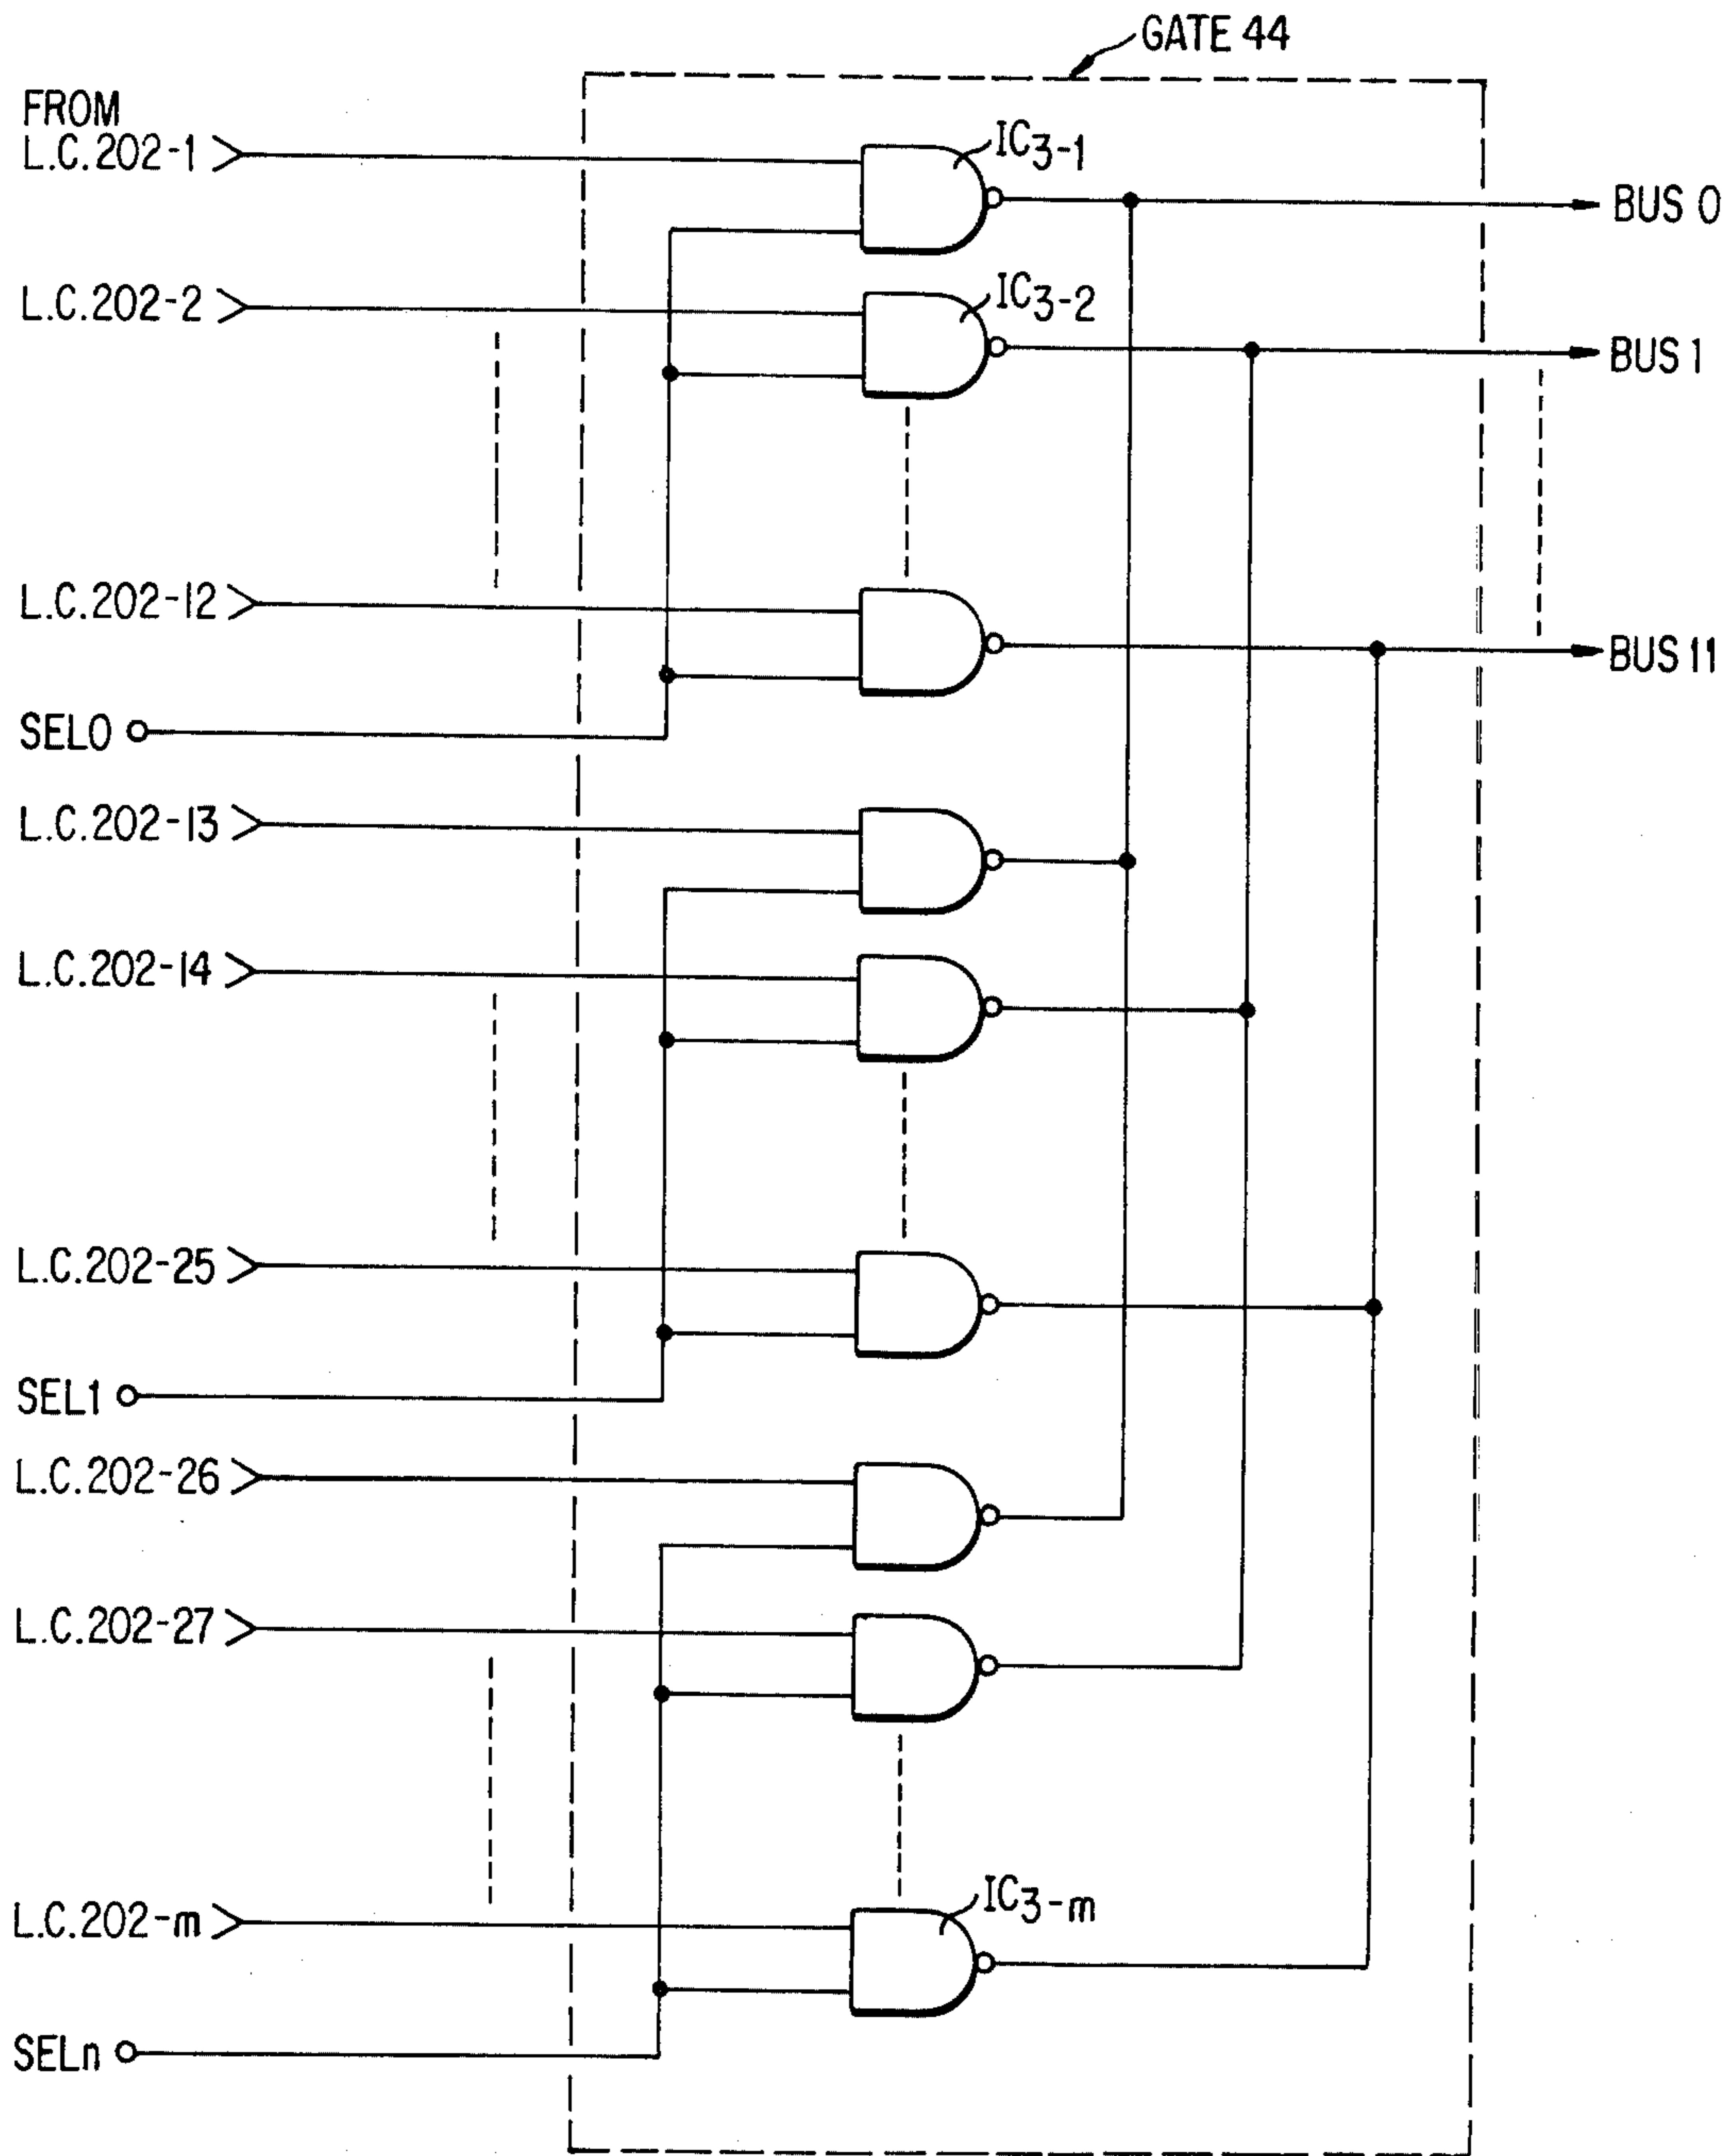 GATE 44
FROM
L.C.202-1
IC3-1
BUS 0
L.C.202-2
IC3-2
BUS 1
L.C.202-12
BUS 11
SEL0
L.C.202-13
L.C.202-14
L.C.202-25
SEL1
L.C.202-26
L.C.202-27
L.C.202-m
IC3-m
SELn